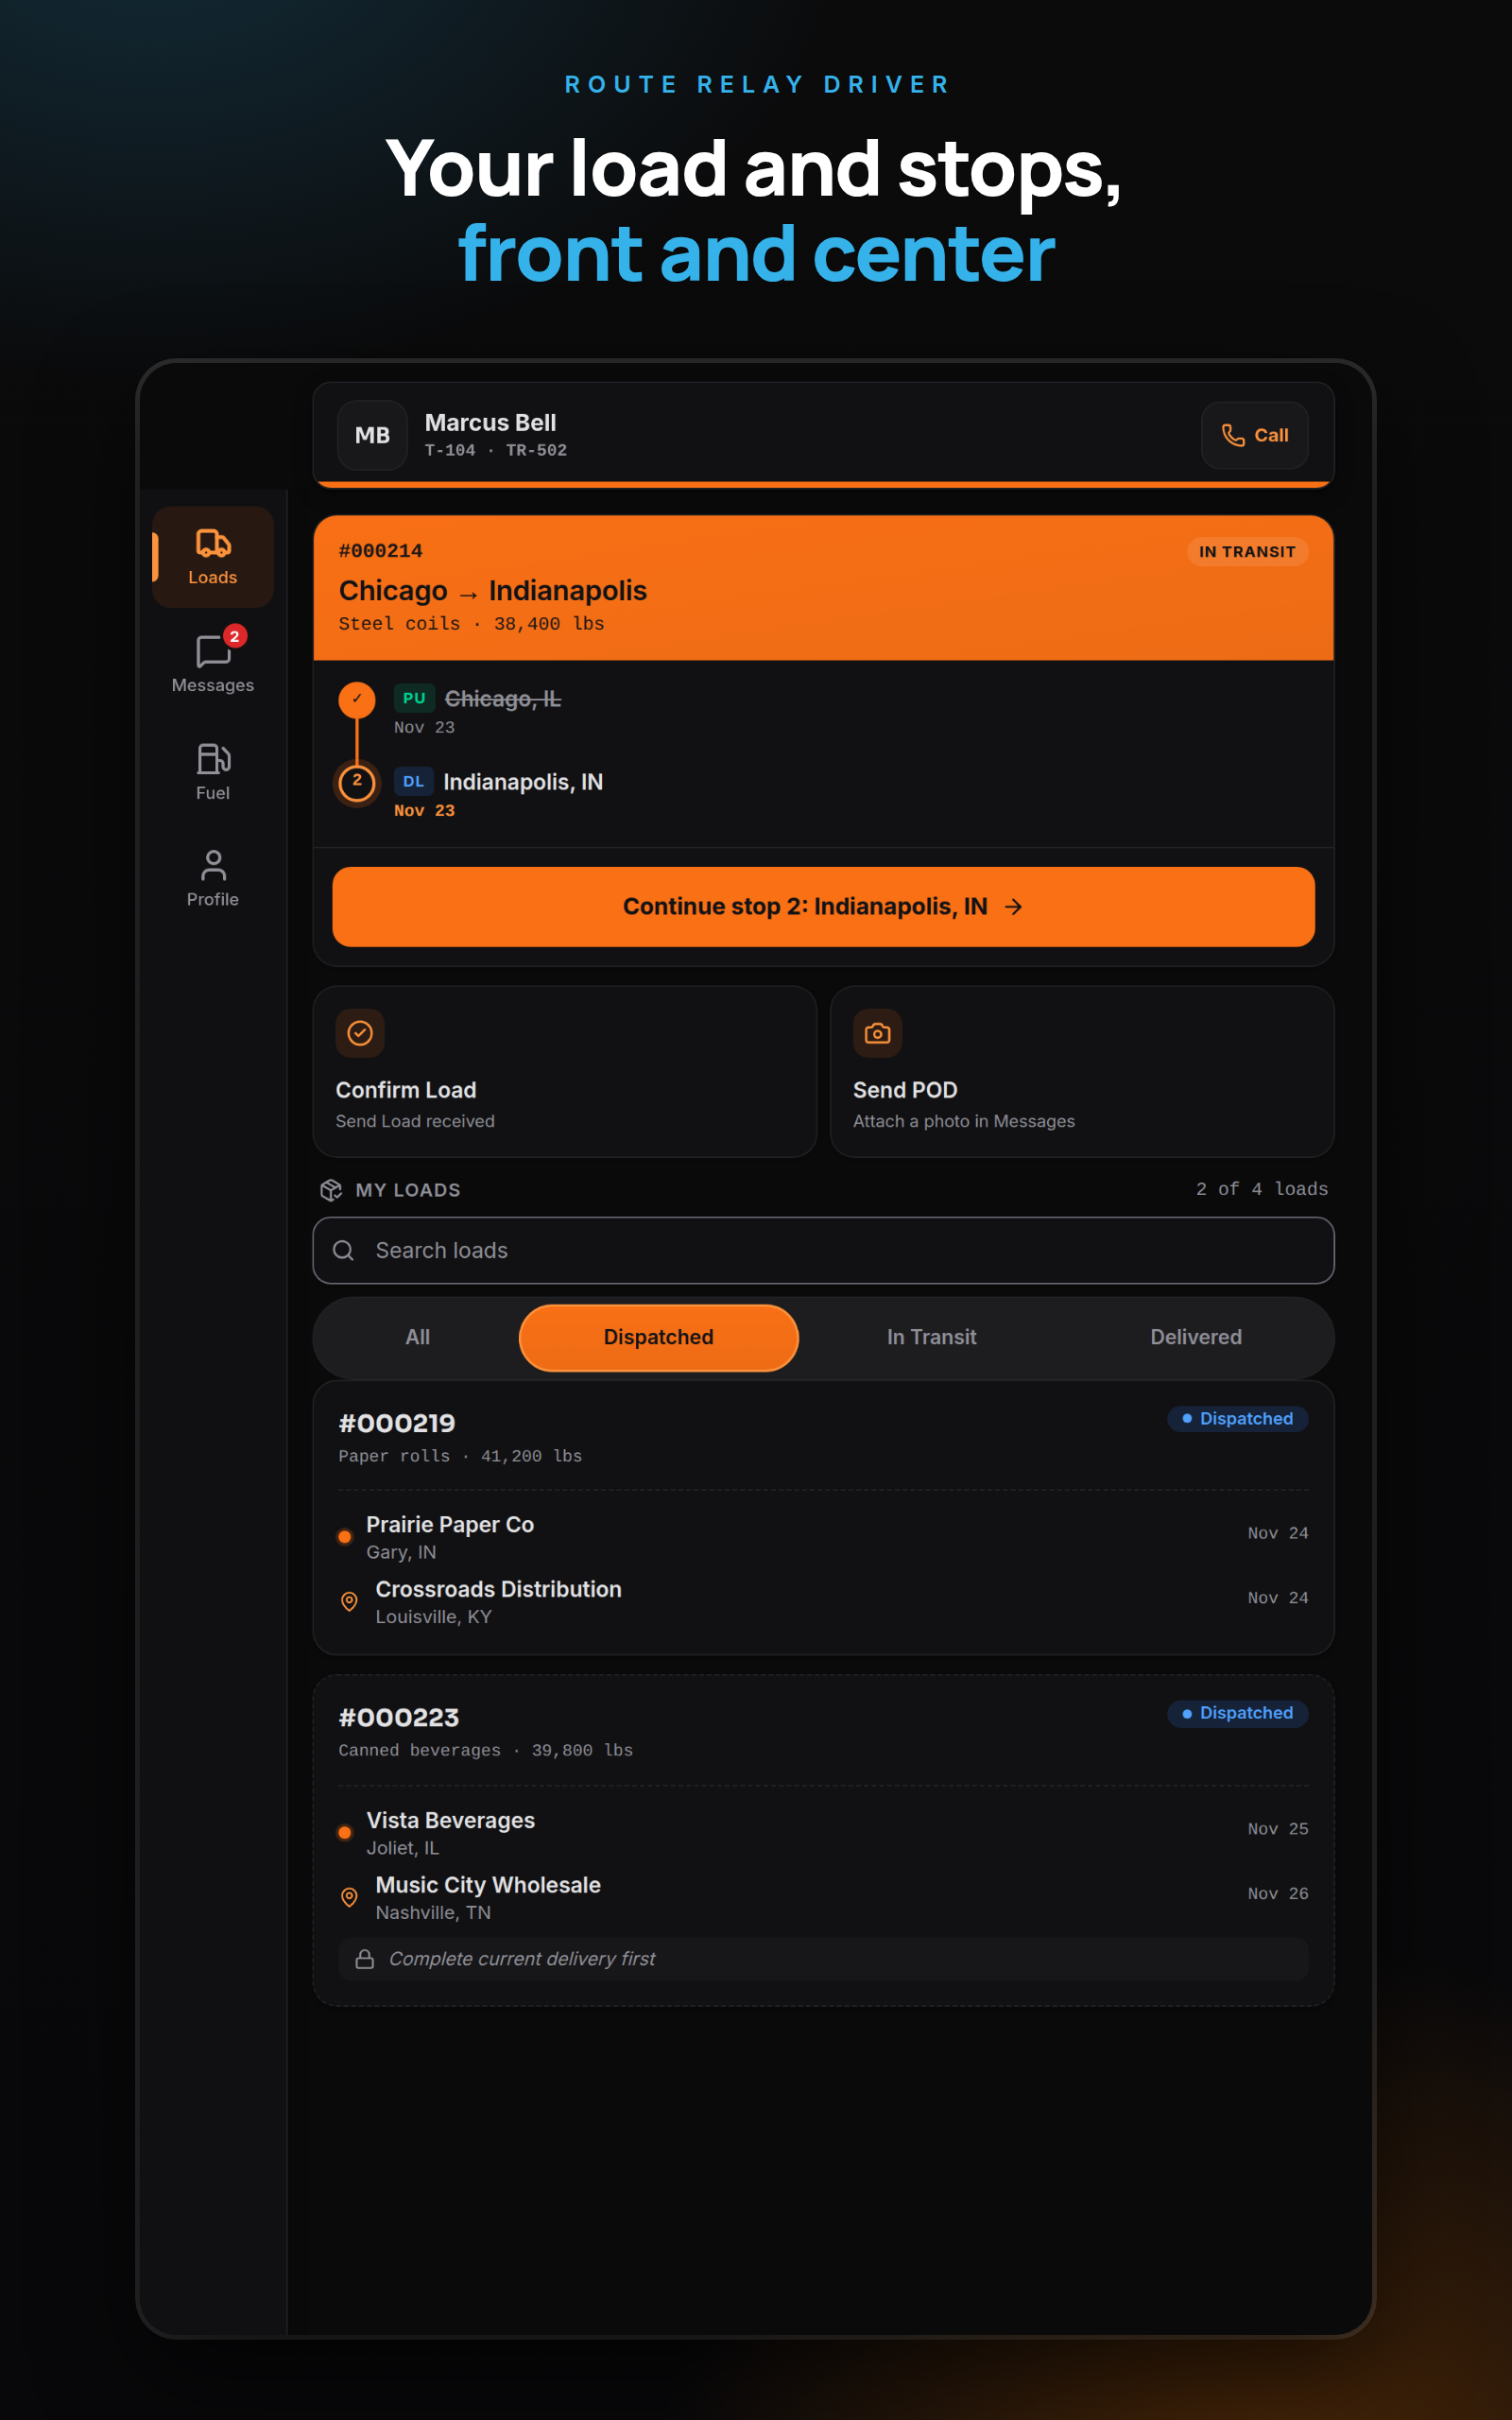 ROUTE RELAY DRIVER
Your load and stops,
front and center
MB
Marcus Bell
T-104 · TR-502
Call
Loads
2
Messages
Fuel
Profile
#000214
IN TRANSIT
Chicago → Indianapolis
Steel coils · 38,400 lbs
✓
PU Chicago, IL
Nov 23
2
DL Indianapolis, IN
Nov 23
Continue stop 2: Indianapolis, IN →
Confirm Load
Send Load received
Send POD
Attach a photo in Messages
MY LOADS
2 of 4 loads
Search loads
All
Dispatched
In Transit
Delivered
#000219
Dispatched
Paper rolls · 41,200 lbs
Prairie Paper Co
Gary, IN
Nov 24
Crossroads Distribution
Louisville, KY
Nov 24
#000223
Dispatched
Canned beverages · 39,800 lbs
Vista Beverages
Joliet, IL
Nov 25
Music City Wholesale
Nashville, TN
Nov 26
Complete current delivery first